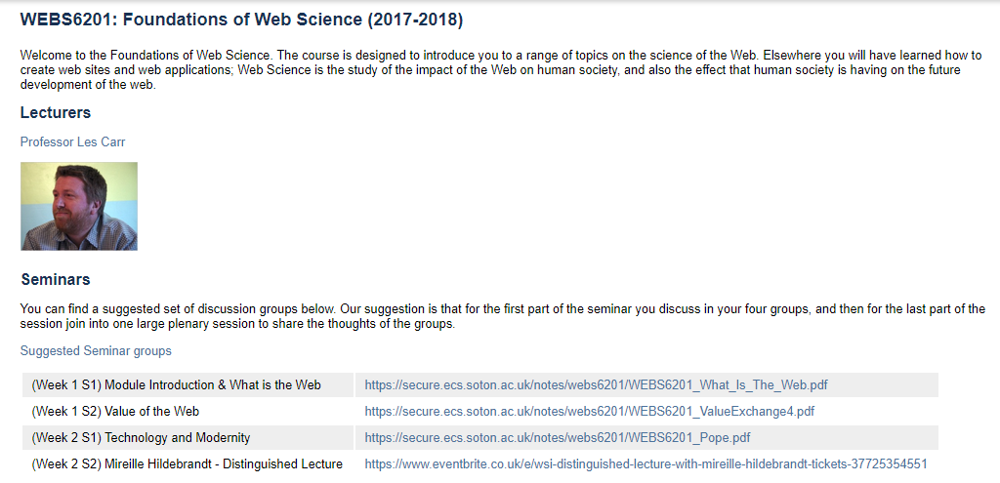 WEBS6201: Foundations of Web Science (2017-2018)
Welcome to the Foundations of Web Science. The course is designed to introduce you to a range of topics on the science of the Web. Elsewhere you will have learned how to
create web sites and web applications; Web Science is the study of the impact of the Web on human society, and also the effect that human society is having on the future
development of the web.
Lecturers
Professor Les Carr
Seminars
You can find a suggested set of discussion groups below. Our suggestion is that for the first part of the seminar you discuss in your four groups, and then for the last part of the
session join into one large plenary session to share the thoughts of the groups.
Suggested Seminar groups
(Week 1 S1) Module Introduction & What is the Web https://secure.ecs.soton.ac.uk/notes/webs6201/WEBS6201_What_Is_The_Web.pdf
(Week 1 S2) Value of the Web https://secure.ecs.soton.ac.uk/notes/webs6201/WEBS6201_ValueExchange4.pdf
(Week 2 S1) Technology and Modernity https://secure.ecs.soton.ac.uk/notes/webs6201/WEBS6201_Pope.pdf
(Week 2 S2) Mireille Hildebrandt - Distinguished Lecture https://www.eventbrite.co.uk/e/wsi-distinguished-lecture-with-mireille-hildebrandt-tickets-37725354551